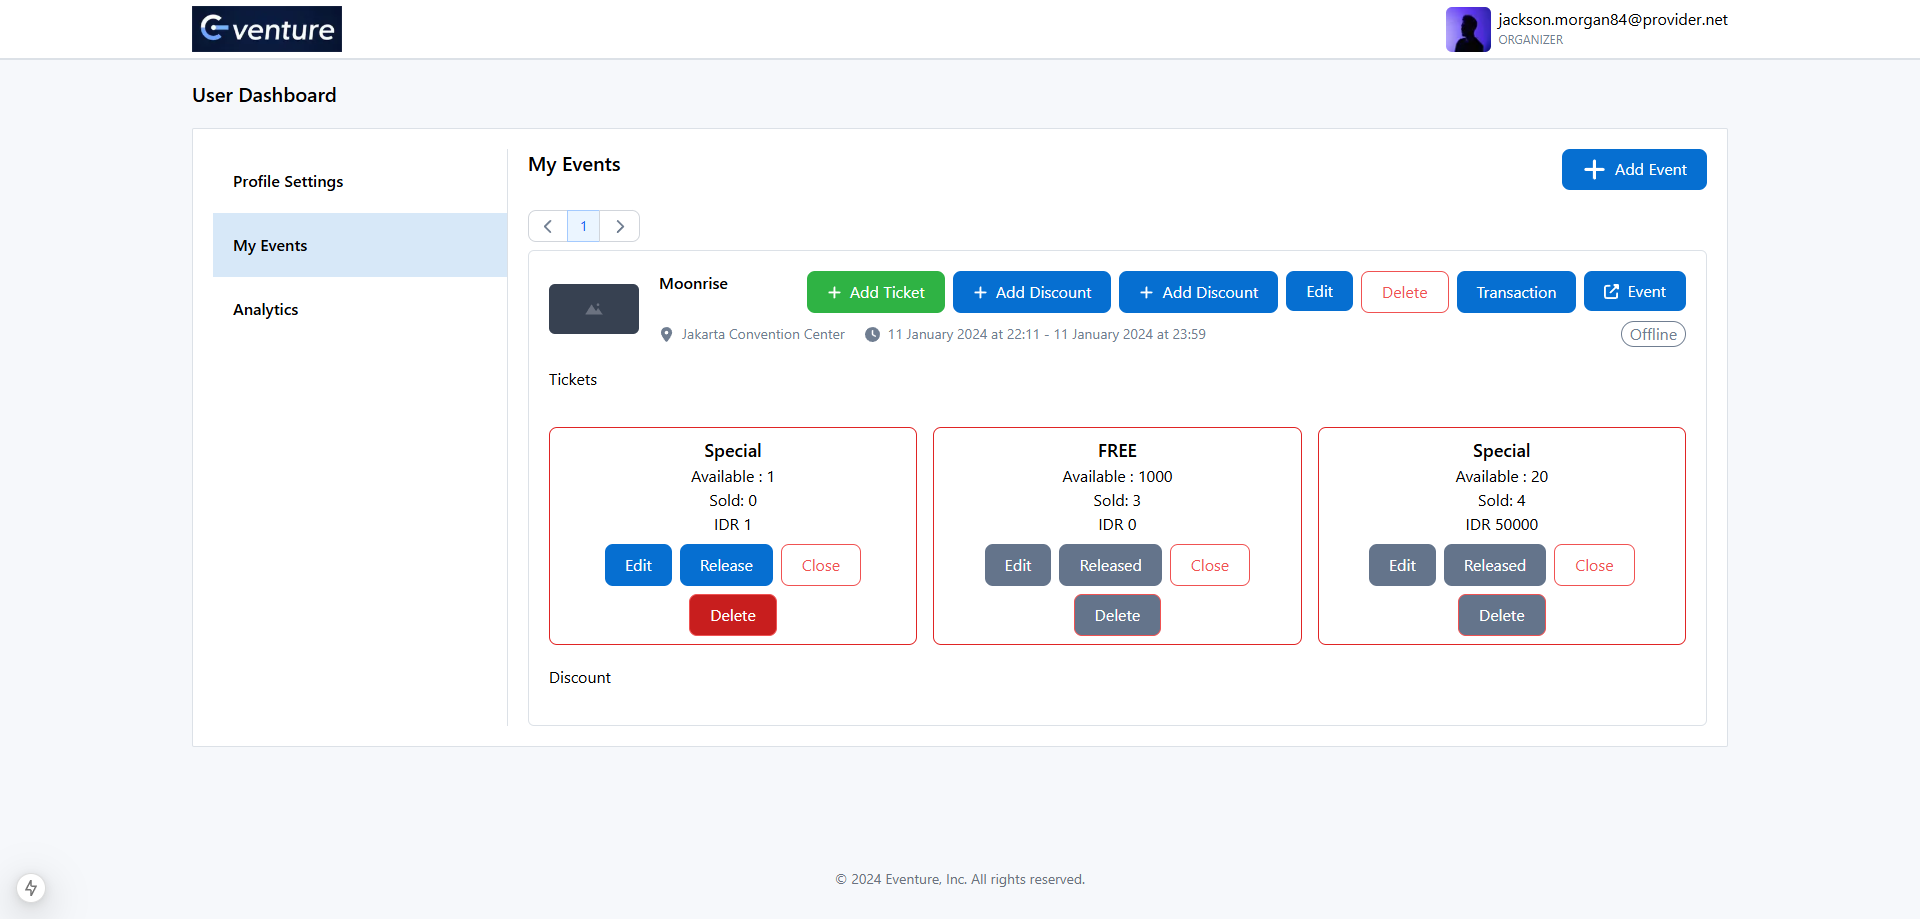 eventure
jackson.morgan84@provider.net
ORGANIZER
User Dashboard
Profile Settings
My Events
Analytics
My Events
Add Event
1
Moonrise
Add Ticket
Add Discount
Add Discount
Edit
Delete
Transaction
Event
Jakarta Convention Center
11 January 2024 at 22:11 - 11 January 2024 at 23:59
Offline
Tickets
Special
Available : 1
Sold: 0
IDR 1
Edit
Release
Close
Delete
FREE
Available : 1000
Sold: 3
IDR 0
Edit
Released
Close
Delete
Special
Available : 20
Sold: 4
IDR 50000
Edit
Released
Close
Delete
Discount
© 2024 Eventure, Inc. All rights reserved.